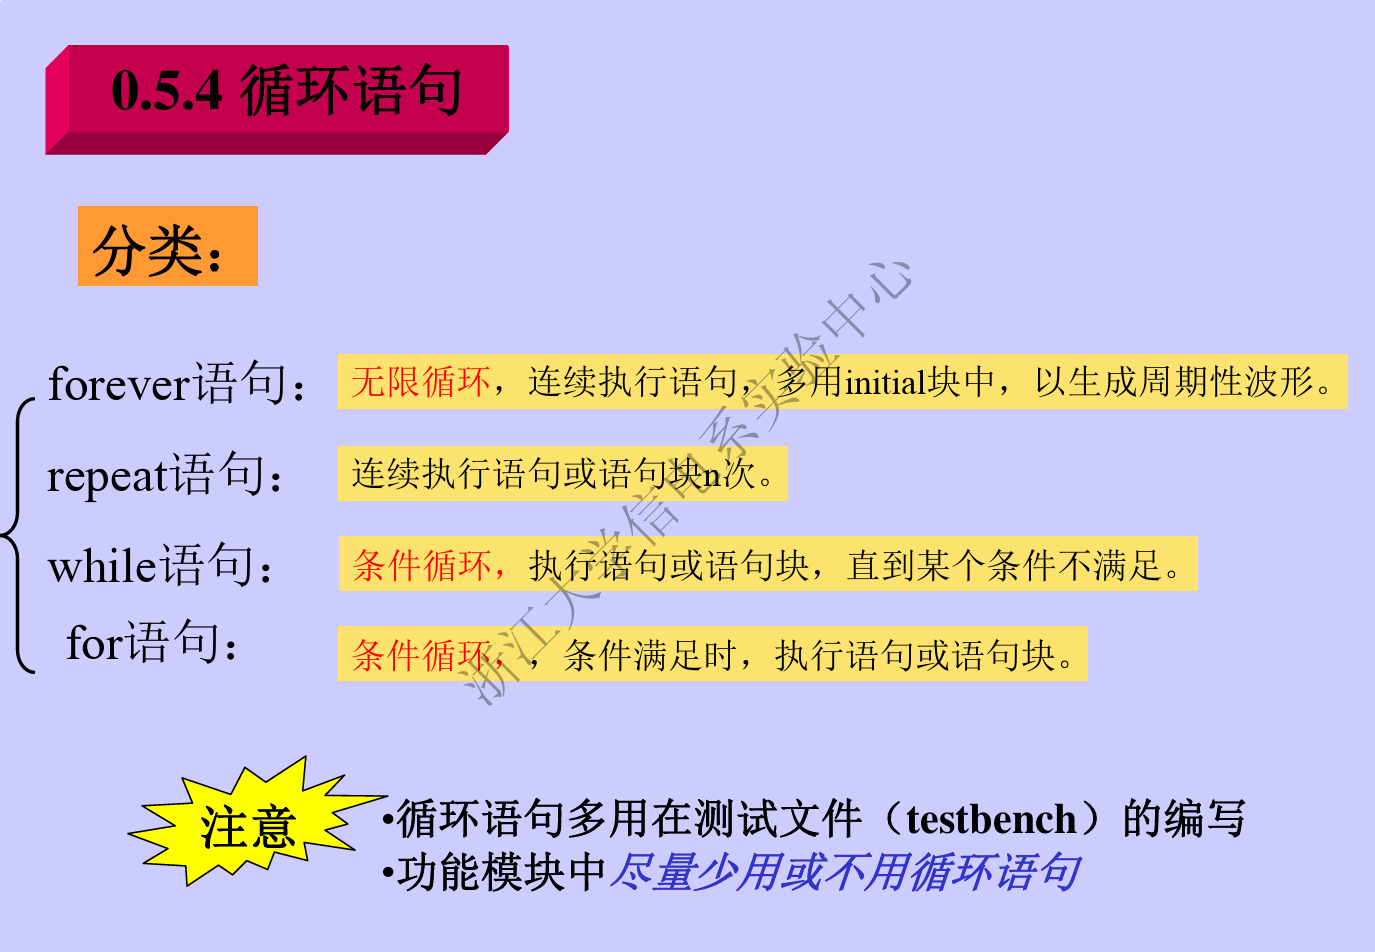 0.5.4 循环语句
分类：
forever语句： 无限循环，连续执行语句，多用initial块中，以生成周期性波形。
repeat语句： 连续执行语句或语句块n次。
while语句： 条件循环，执行语句或语句块，直到某个条件不满足。
for语句： 条件循环，，条件满足时，执行语句或语句块。
浙江大学信电系实验中心
注意
•循环语句多用在测试文件（testbench）的编写
•功能模块中尽量少用或不用循环语句